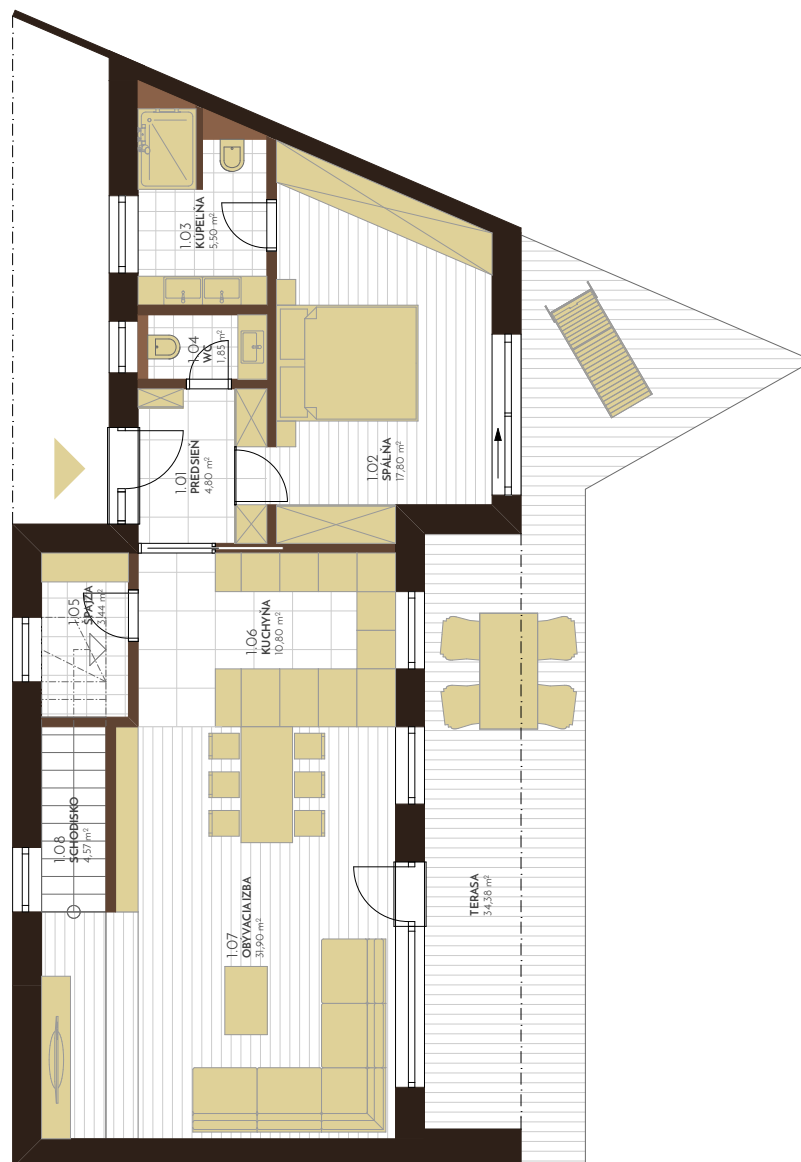 1.03
KÚPEĽŇA
5,50 m²
1.04
WC
1,85 m²
1.01
PREDSIEŇ
4,80 m²
1.02
SPÁLŇA
17,80 m²
1.05
ŠPAJZA
3,44 m²
1.06
KUCHYŇA
10,80 m²
1.08
SCHODISKO
4,57 m²
1.07
OBÝVACIA IZBA
31,90 m²
TERASA
34,38 m²